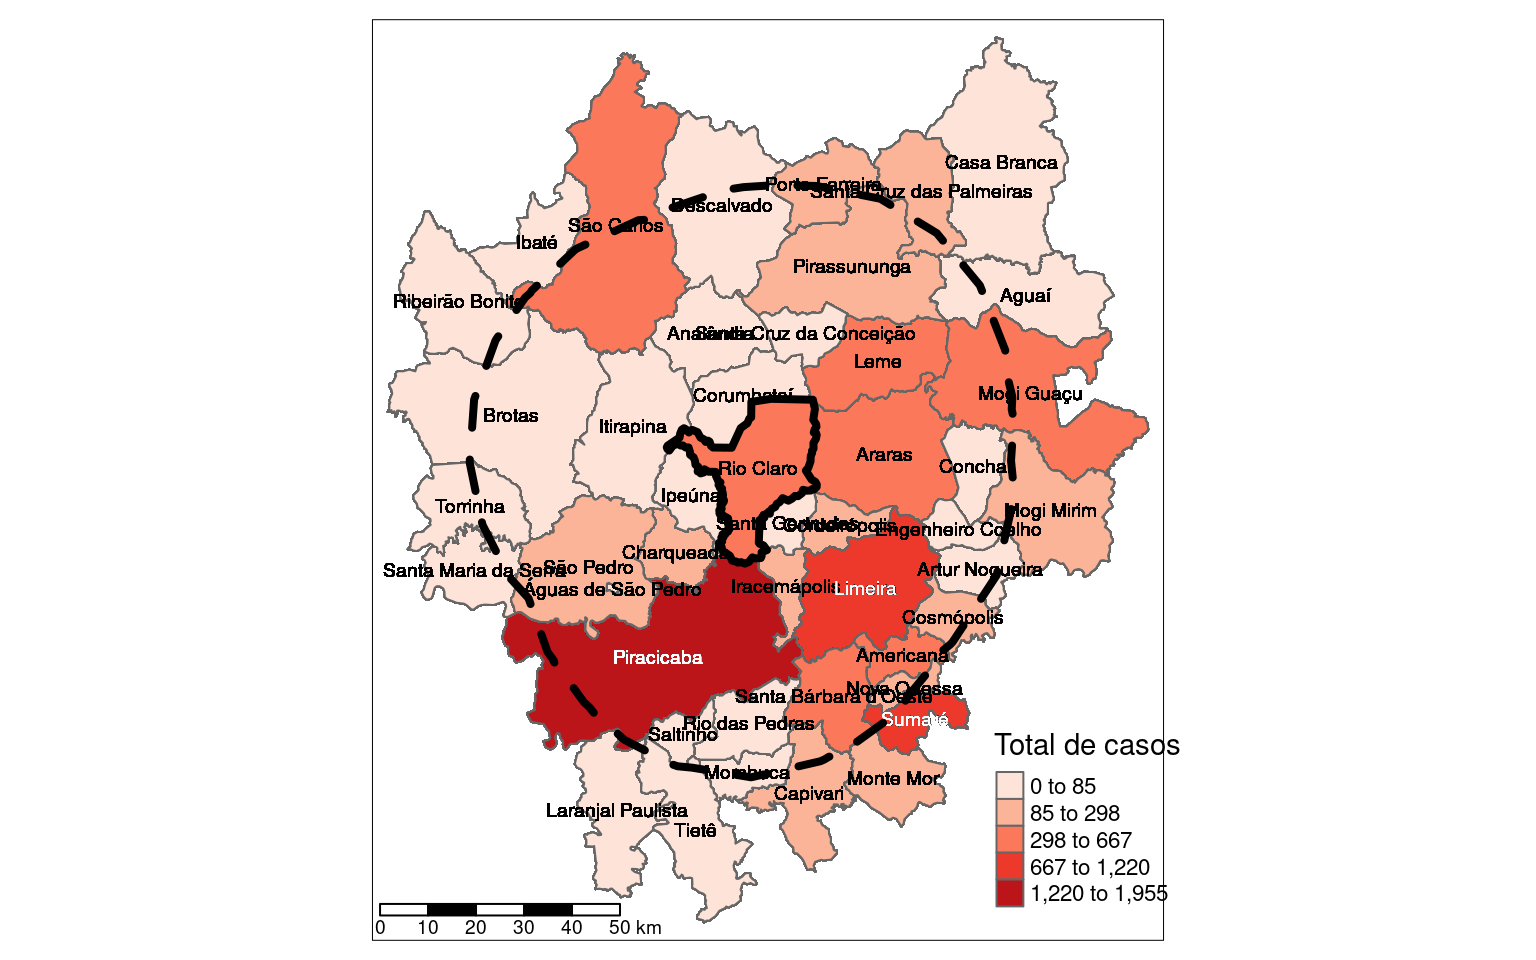 Casa Branca
Porto Ferreira
Santa Cruz das Palmeiras
Descalvado
São Carlos
Ibaté
Pirassununga
Aguaí
Ribeirão Bonito
Analândia
Santa Cruz da Conceição
Leme
Mogi Guaçu
Corumbataí
Brotas
Itirapina
Araras
Conchal
Rio Claro
Ipeúna
Torrinha
Mogi Mirim
Santa Gertrudes
Cordeirópolis
Engenheiro Coelho
Charqueada
São Pedro
Santa Maria da Serra
Artur Nogueira
Águas de São Pedro
Iracemápolis
Limeira
Cosmópolis
Piracicaba
Americana
Nova Odessa
Santa Bárbara d'Oeste
Sumaré
Rio das Pedras
Saltinho
Mombuca
Monte Mor
Capivari
Laranjal Paulista
Tietê
Total de casos
0 to 85
85 to 298
298 to 667
667 to 1,220
1,220 to 1,955
0 10 20 30 40 50 km